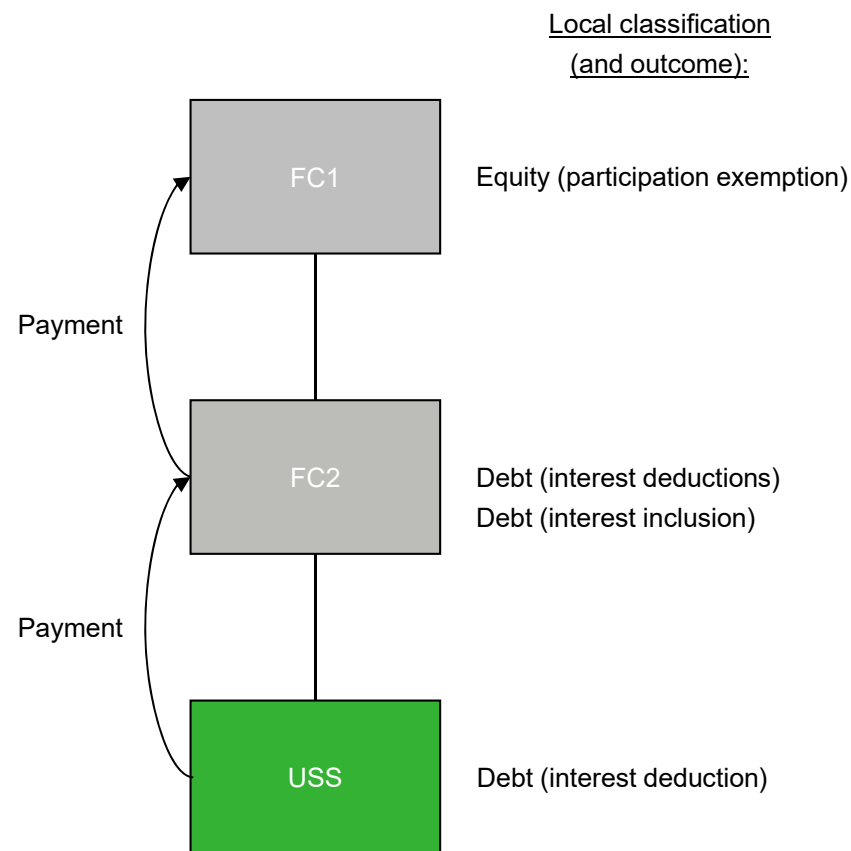 Local classification
(and outcome):
FC1
Equity (participation exemption)
Payment
FC2
Debt (interest deductions)
Debt (interest inclusion)
Payment
USS
Debt (interest deduction)